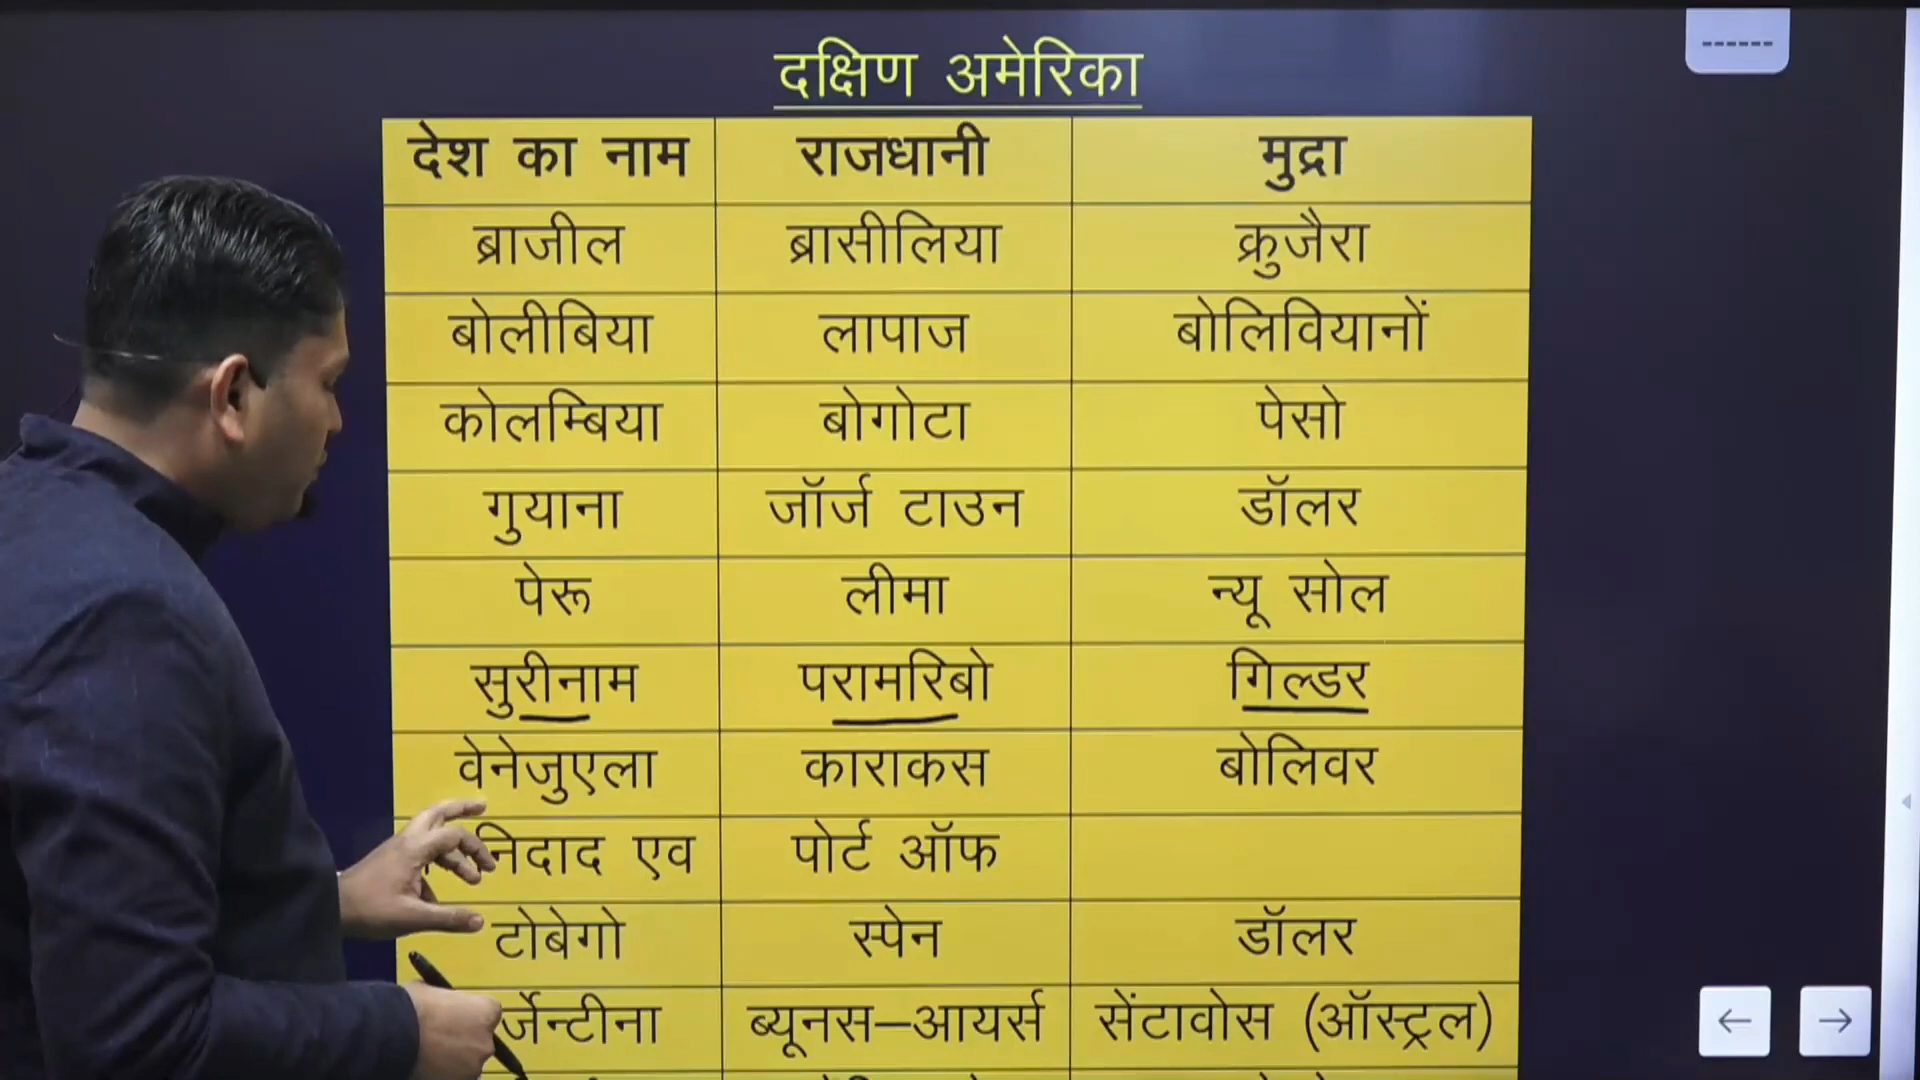 दक्षिण अमेरिका
देश का नाम राजधानी मुद्रा
ब्राजील ब्रासीलिया क्रुजैरा
बोलीबिया लापाज बोलिवियानों
कोलम्बिया बोगोटा पेसो
गुयाना जॉर्ज टाउन डॉलर
पेरू लीमा न्यू सोल
सुरीनाम परामरिबो गिल्डर
वेनेजुएला काराकस बोलिवर
एव पोर्ट ऑफ
टोबेगो स्पेन डॉलर
ब्यूनस–आयर्स सेंटावोस (ऑस्ट्रल)